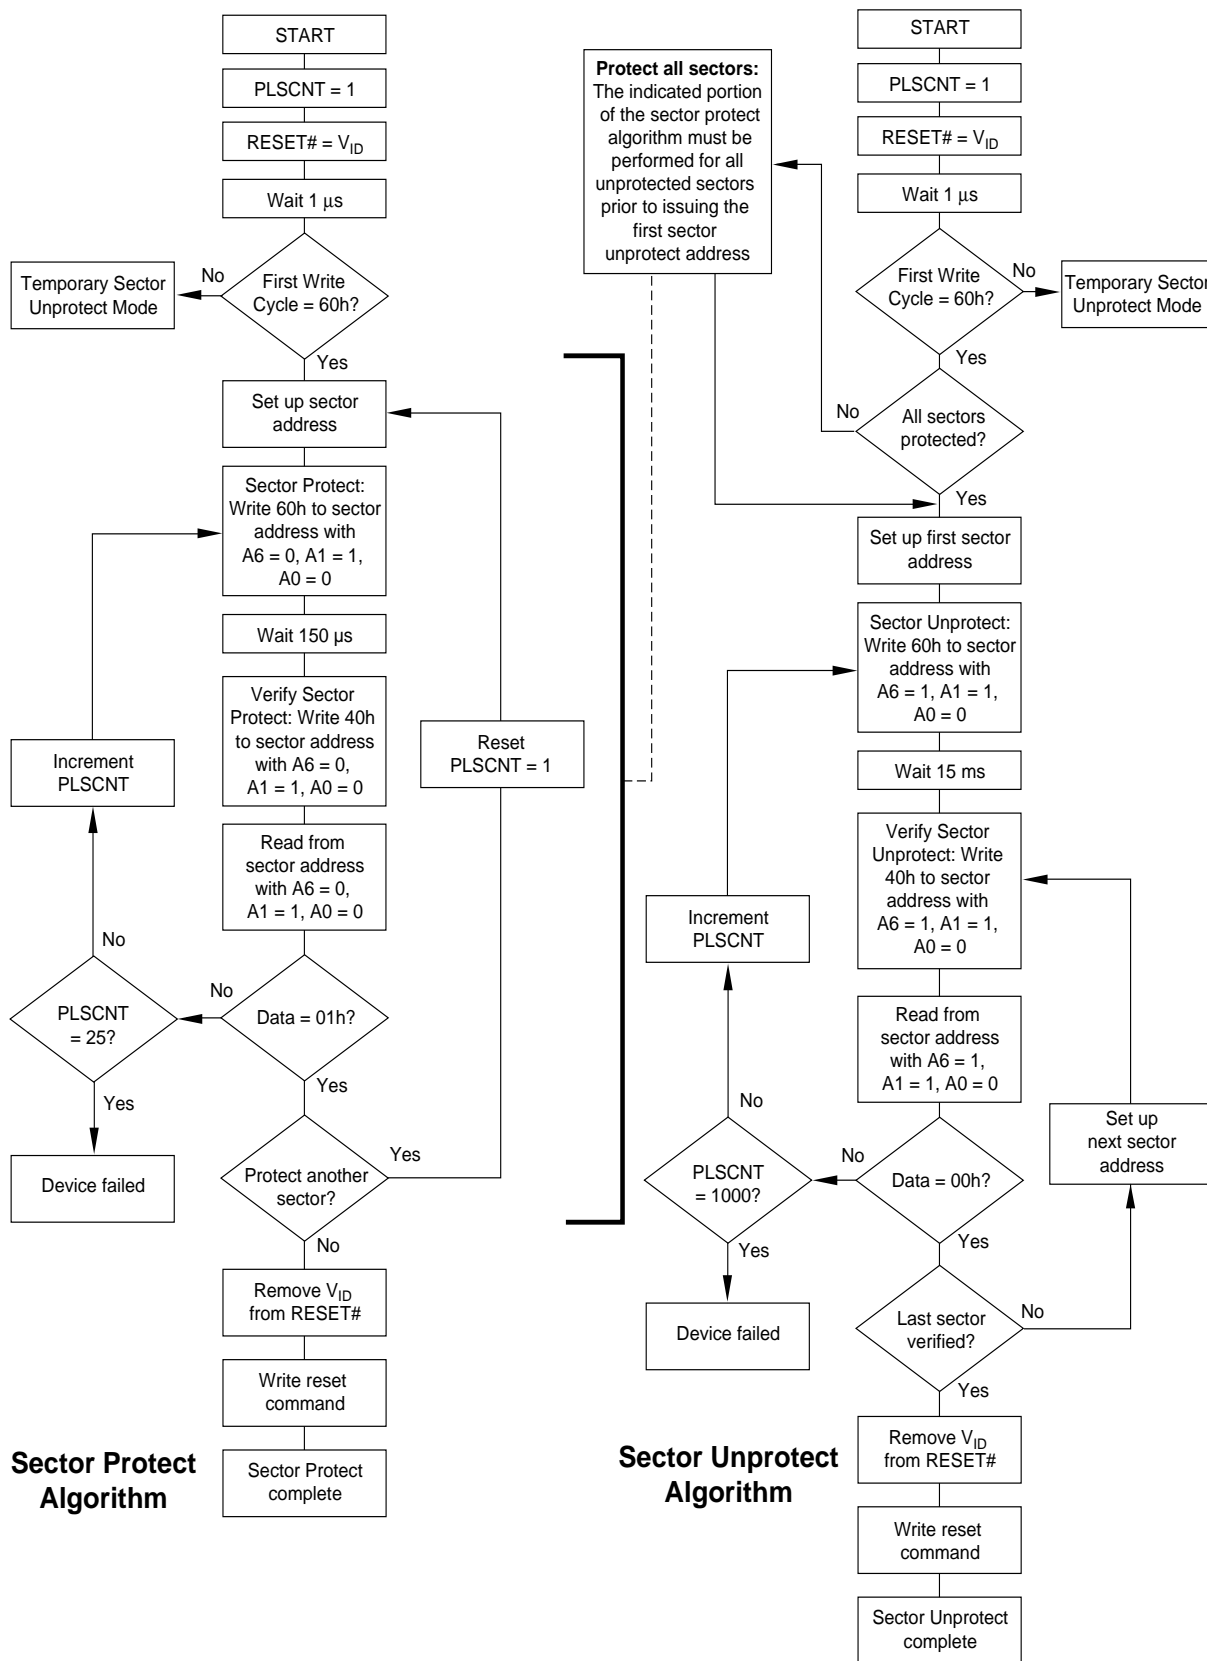 START
PLSCNT = 1
RESET# = VID
Wait 1 μs
First Write
Cycle = 60h?
No
Temporary Sector
Unprotect Mode
Yes
Set up sector
address
Sector Protect:
Write 60h to sector
address with
A6 = 0, A1 = 1,
A0 = 0
Wait 150 µs
Verify Sector
Protect: Write 40h
to sector address
with A6 = 0,
A1 = 1, A0 = 0
Read from
sector address
with A6 = 0,
A1 = 1, A0 = 0
Data = 01h?
No
PLSCNT
= 25?
No
Increment
PLSCNT
Yes
Device failed
Yes
Protect another
sector?
Yes
Reset
PLSCNT = 1
No
Remove VID
from RESET#
Write reset
command
Sector Protect
complete
Sector Protect
Algorithm
Protect all sectors:
The indicated portion
of the sector protect
algorithm must be
performed for all
unprotected sectors
prior to issuing the
first sector
unprotect address
START
PLSCNT = 1
RESET# = VID
Wait 1 μs
First Write
Cycle = 60h?
No
Temporary Sector
Unprotect Mode
Yes
All sectors
protected?
No
Yes
Set up first sector
address
Sector Unprotect:
Write 60h to sector
address with
A6 = 1, A1 = 1,
A0 = 0
Wait 15 ms
Verify Sector
Unprotect: Write
40h to sector
address with
A6 = 1, A1 = 1,
A0 = 0
Read from
sector address
with A6 = 1,
A1 = 1, A0 = 0
Data = 00h?
No
PLSCNT
= 1000?
No
Increment
PLSCNT
Yes
Device failed
Yes
Last sector
verified?
No
Set up
next sector
address
Yes
Remove VID
from RESET#
Write reset
command
Sector Unprotect
complete
Sector Unprotect
Algorithm